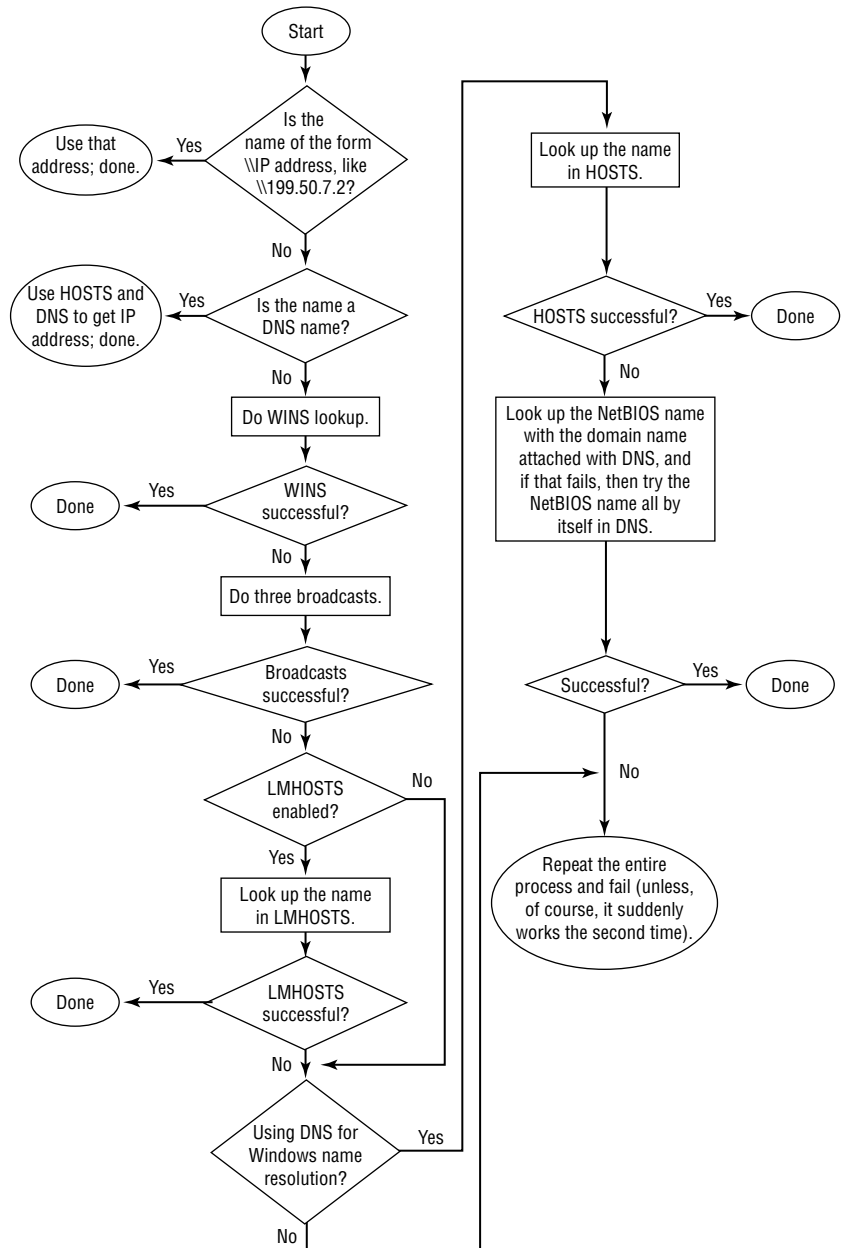 Start
Is the
name of the form
\\IP address, like
\\199.50.7.2?
Yes
Use that
address; done.
No
Is the name a
DNS name?
Yes
Use HOSTS and
DNS to get IP
address; done.
No
Do WINS lookup.
WINS
successful?
Yes
Done
No
Do three broadcasts.
Broadcasts
successful?
Yes
Done
No
LMHOSTS
enabled?
No
Yes
Look up the name
in LMHOSTS.
LMHOSTS
successful?
Yes
Done
No
Using DNS for
Windows name
resolution?
Yes
No
Look up the name
in HOSTS.
HOSTS successful?
Yes
Done
No
Look up the NetBIOS name
with the domain name
attached with DNS, and
if that fails, then try the
NetBIOS name all by
itself in DNS.
Successful?
Yes
Done
No
Repeat the entire
process and fail (unless,
of course, it suddenly
works the second time).